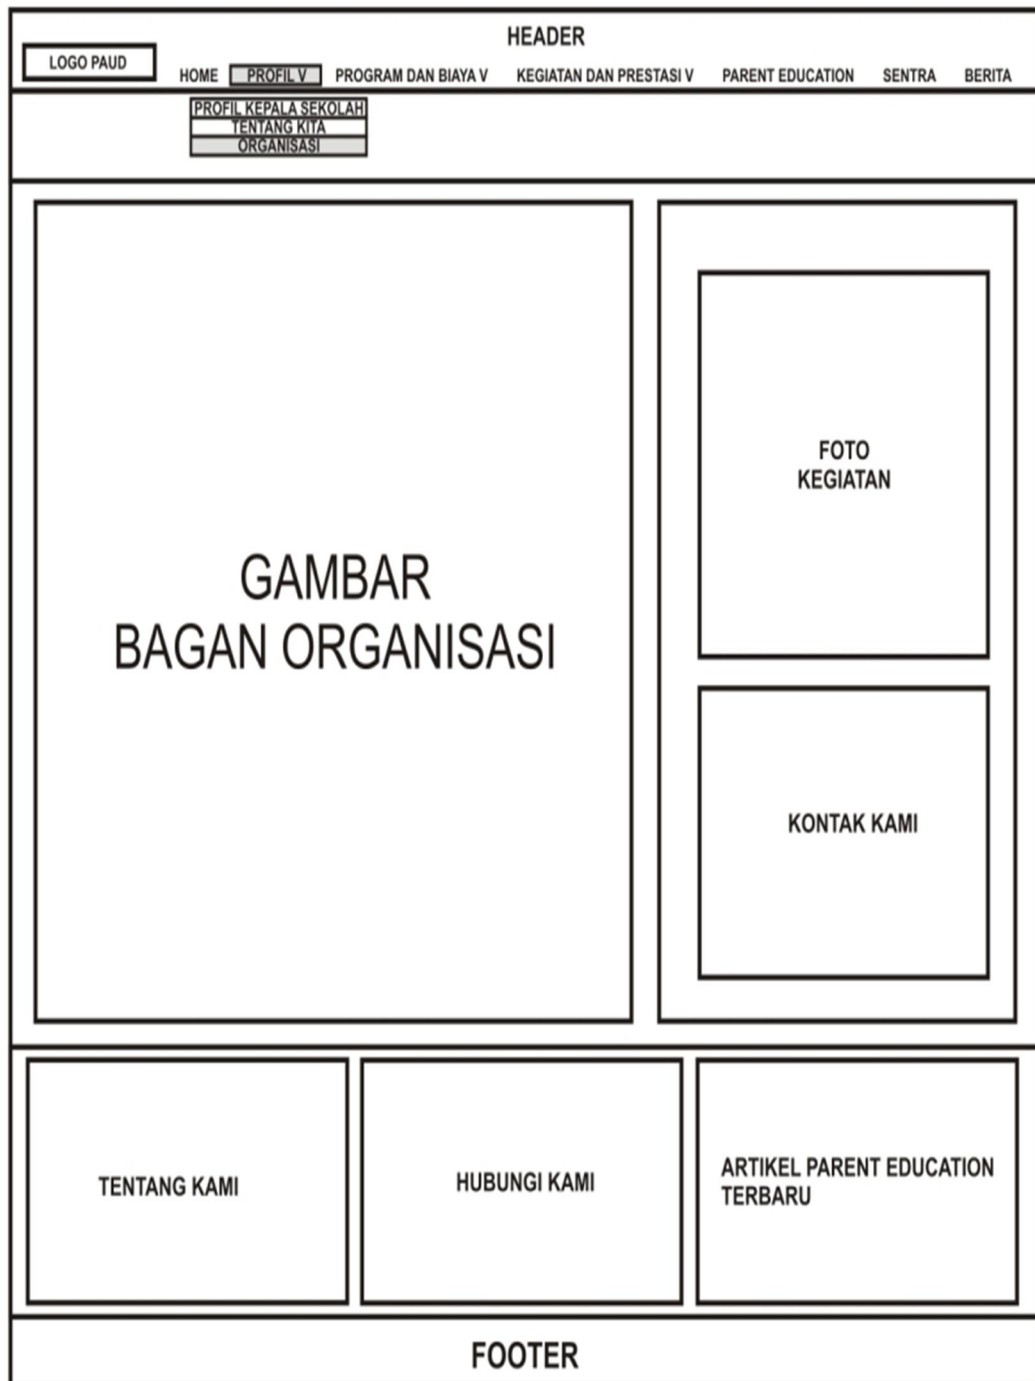 HEADER
LOGO PAUD
HOME PROFIL V PROGRAM DAN BIAYA V KEGIATAN DAN PRESTASI V PARENT EDUCATION SENTRA BERITA
PROFIL KEPALA SEKOLAH
TENTANG KITA
ORGANISASI
GAMBAR
BAGAN ORGANISASI
FOTO
KEGIATAN
KONTAK KAMI
TENTANG KAMI
HUBUNGI KAMI
ARTIKEL PARENT EDUCATION
TERBARU
FOOTER